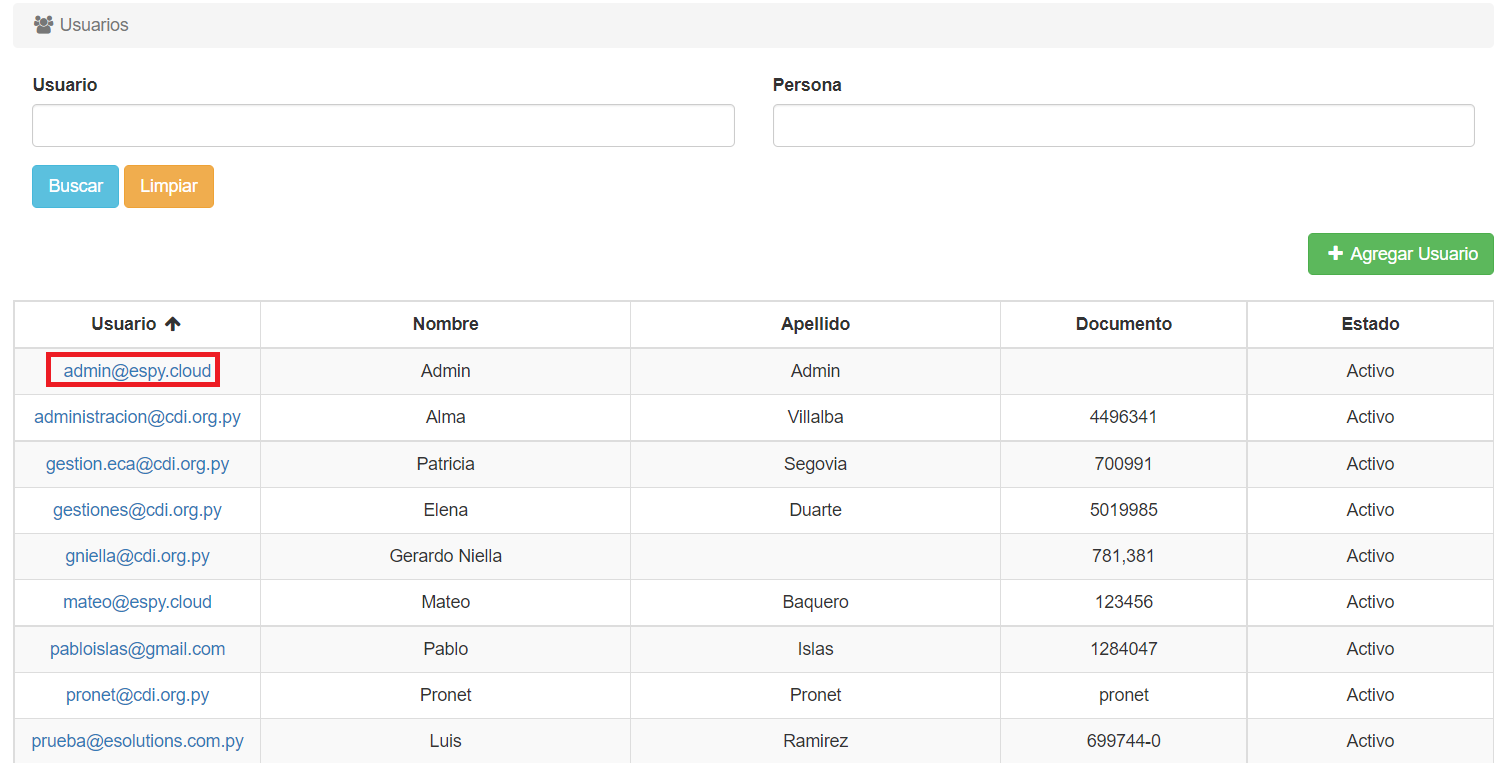 Usuarios
Usuario Persona
Buscar Limpiar
Agregar Usuario
Usuario Nombre Apellido Documento Estado
admin@espy.cloud Admin Admin Activo
administracion@cdi.org.py Alma Villalba 4496341 Activo
gestion.eca@cdi.org.py Patricia Segovia 700991 Activo
gestiones@cdi.org.py Elena Duarte 5019985 Activo
gniella@cdi.org.py Gerardo Niella 781,381 Activo
mateo@espy.cloud Mateo Baquero 123456 Activo
pabloislas@gmail.com Pablo Islas 1284047 Activo
pronet@cdi.org.py Pronet Pronet pronet Activo
prueba@esolutions.com.py Luis Ramirez 699744-0 Activo